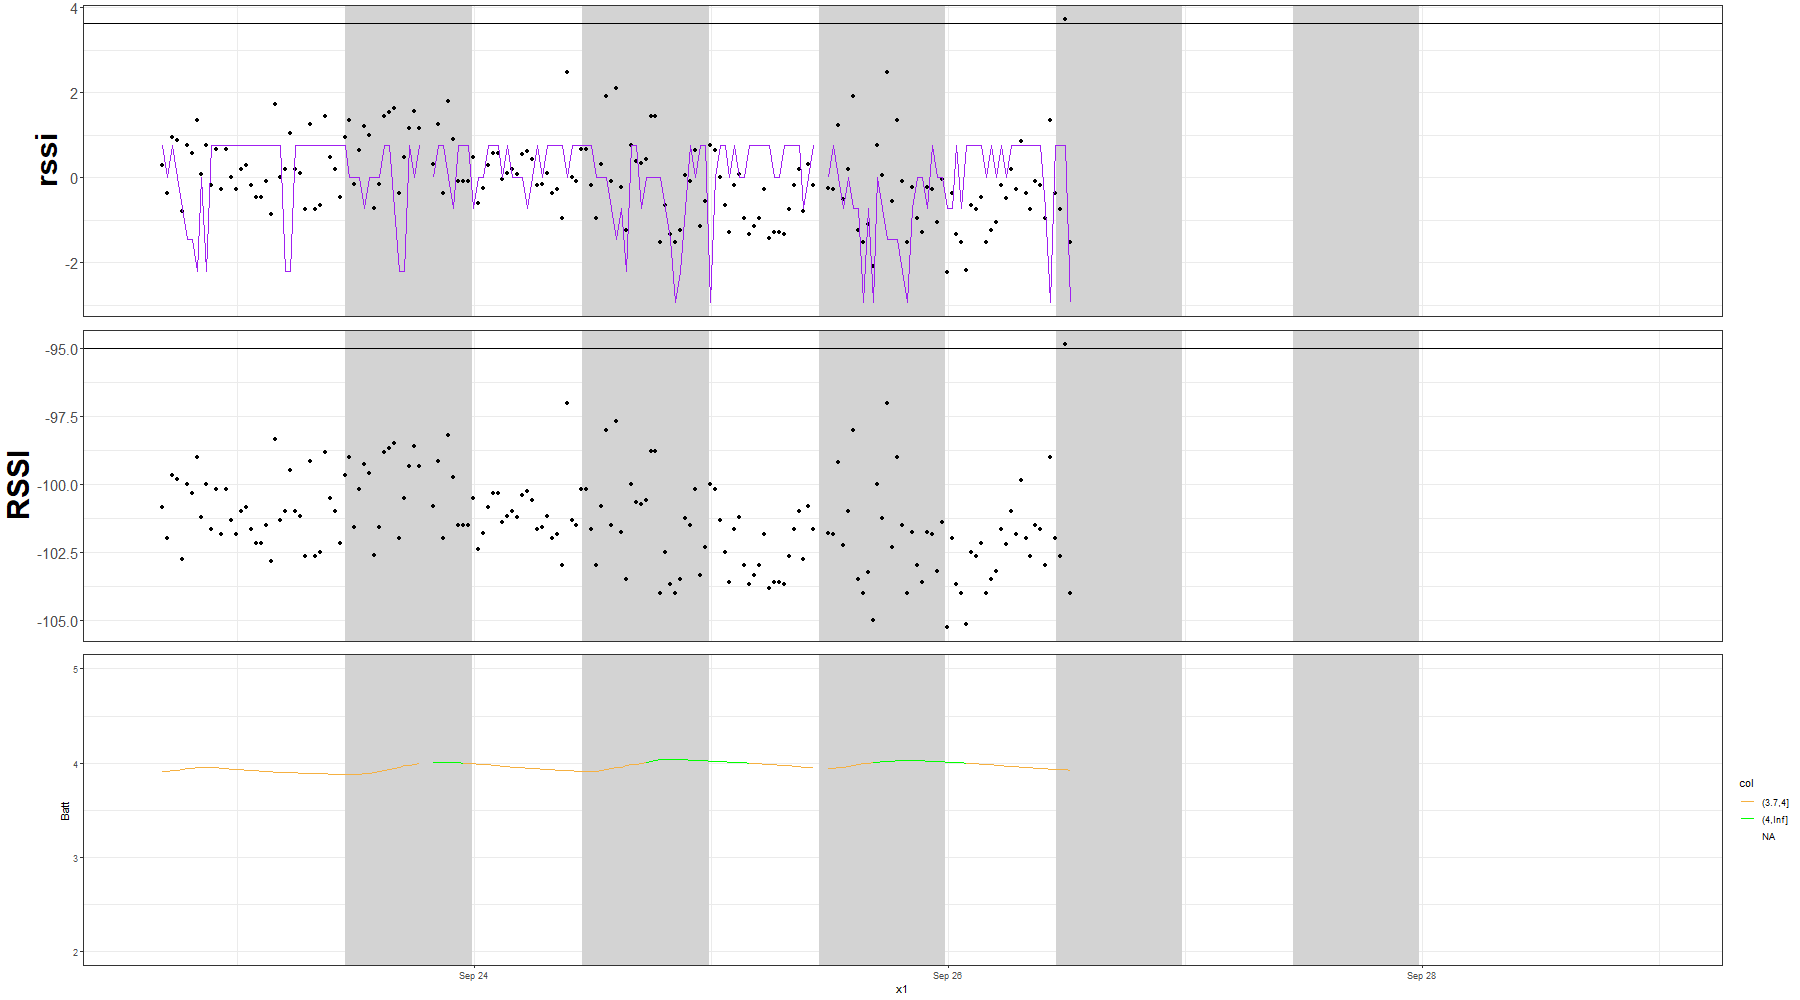 rssi
4
2
0
-2
RSSI
-95.0
-97.5
-100.0
-102.5
-105.0
Batt
5
4
3
2
Sep 24
Sep 26
Sep 28
x1
col
(3.7,4]
(4,Inf]
NA